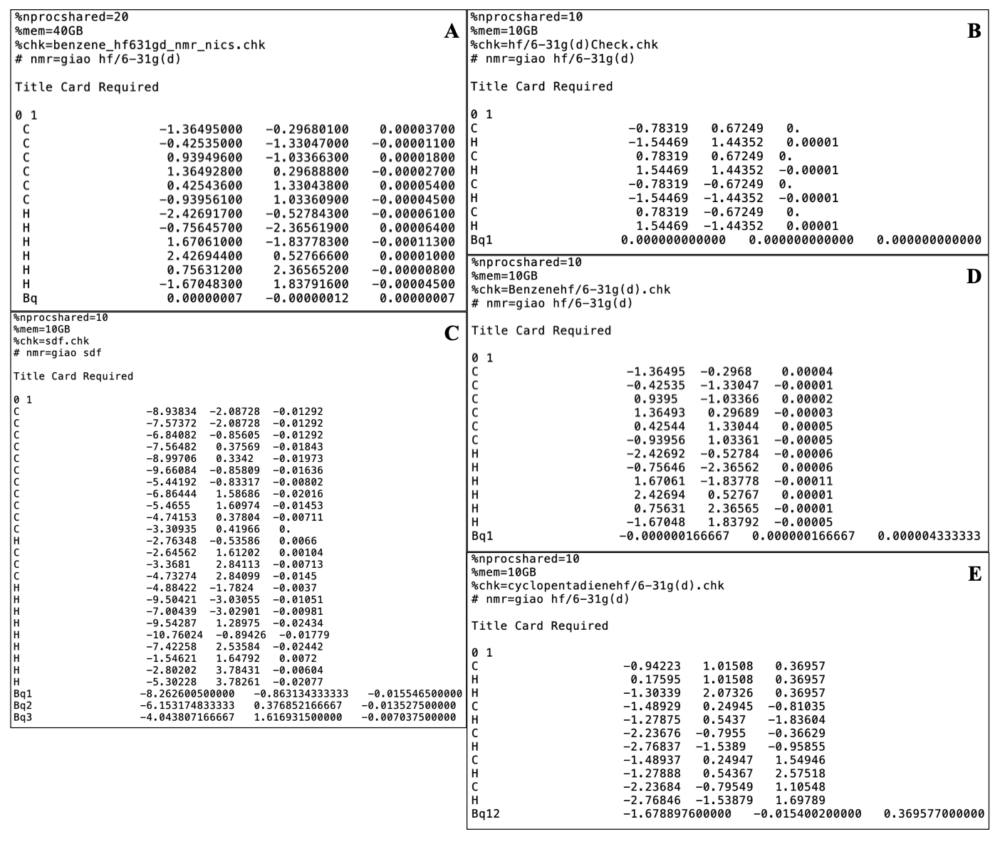 %nprocshared=20
%mem=40GB
A
%chk=benzene_hf631gd_nmr_nics.chk
# nmr=giao hf/6-31g(d)
Title Card Required
0 1
C -1.36495000 -0.29680100 0.00003700
C -0.42535000 -1.33047000 -0.00001100
C 0.93949600 -1.03366300 0.00001800
C 1.36492800 0.29688800 -0.00002700
C 0.42543600 1.33043800 0.00005400
C -0.93956100 1.03360900 -0.00004500
H -2.42691700 -0.52784300 -0.00006100
H -0.75645700 -2.36561900 0.00006400
H 1.67061000 -1.83778300 -0.00011300
H 2.42694400 0.52766600 0.00001000
H 0.75631200 2.36565200 -0.00000800
H -1.67048300 1.83791600 -0.00004500
Bq 0.00000007 -0.00000012 0.00000007
%nprocshared=10
%mem=10GB
B
%chk=hf/6-31g(d)Check.chk
# nmr=giao hf/6-31g(d)
Title Card Required
0 1
C -0.78319 0.67249 0.
H -1.54469 1.44352 0.00001
C 0.78319 0.67249 0.
H 1.54469 1.44352 -0.00001
C -0.78319 -0.67249 0.
H -1.54469 -1.44352 -0.00001
C 0.78319 -0.67249 0.
H 1.54469 -1.44352 0.00001
Bq1 0.000000000000 0.000000000000 0.000000000000
%nprocshared=10
%mem=10GB
C
%chk=sdf.chk
# nmr=giao sdf
Title Card Required
0 1
C -8.93834 -2.08728 -0.01292
C -7.57372 -2.08728 -0.01292
C -6.84082 -0.85605 -0.01292
C -7.56482 0.37569 -0.01843
C -8.99706 0.3342 -0.01973
C -9.66084 -0.85809 -0.01636
C -5.44192 -0.83317 -0.00802
C -6.86444 1.58686 -0.02016
C -5.4655 1.60974 -0.01453
C -4.74153 0.37804 -0.00711
C -3.30935 0.41966 0.
H -2.76348 -0.53586 0.0066
C -2.64562 1.61202 0.00104
C -3.3681 2.84113 -0.00713
C -4.73274 2.84099 -0.0145
H -4.88422 -1.7824 -0.0037
H -9.50421 -3.03055 -0.01051
H -7.00439 -3.02901 -0.00981
H -9.54287 1.28975 -0.02434
H -10.76024 -0.89426 -0.01779
H -7.42258 2.53584 -0.02442
H -1.54621 1.64792 0.0072
H -2.80202 3.78431 -0.00604
H -5.30228 3.78261 -0.02077
Bq1 -8.262600500000 -0.863134333333 -0.015546500000
Bq2 -6.153174833333 0.376852166667 -0.013527500000
Bq3 -4.043807166667 1.616931500000 -0.007037500000
%nprocshared=10
%mem=10GB
D
%chk=Benzenehf/6-31g(d).chk
# nmr=giao hf/6-31g(d)
Title Card Required
0 1
C -1.36495 -0.2968 0.00004
C -0.42535 -1.33047 -0.00001
C 0.9395 -1.03366 0.00002
C 1.36493 0.29689 -0.00003
C 0.42544 1.33044 0.00005
C -0.93956 1.03361 -0.00005
H -2.42692 -0.52784 -0.00006
H -0.75646 -2.36562 0.00006
H 1.67061 -1.83778 -0.00011
H 2.42694 0.52767 0.00001
H 0.75631 2.36565 -0.00001
H -1.67048 1.83792 -0.00005
Bq1 -0.000000166667 0.000000166667 0.000004333333
%nprocshared=10
%mem=10GB
E
%chk=cyclopentadienehf/6-31g(d).chk
# nmr=giao hf/6-31g(d)
Title Card Required
0 1
C -0.94223 1.01508 0.36957
H 0.17595 1.01508 0.36957
H -1.30339 2.07326 0.36957
C -1.48929 0.24945 -0.81035
H -1.27875 0.5437 -1.83604
C -2.23676 -0.7955 -0.36629
H -2.76837 -1.5389 -0.95855
C -1.48937 0.24947 1.54946
H -1.27888 0.54367 2.57518
C -2.23684 -0.79549 1.10548
H -2.76846 -1.53879 1.69789
Bq12 -1.678897600000 -0.015400200000 0.369577000000